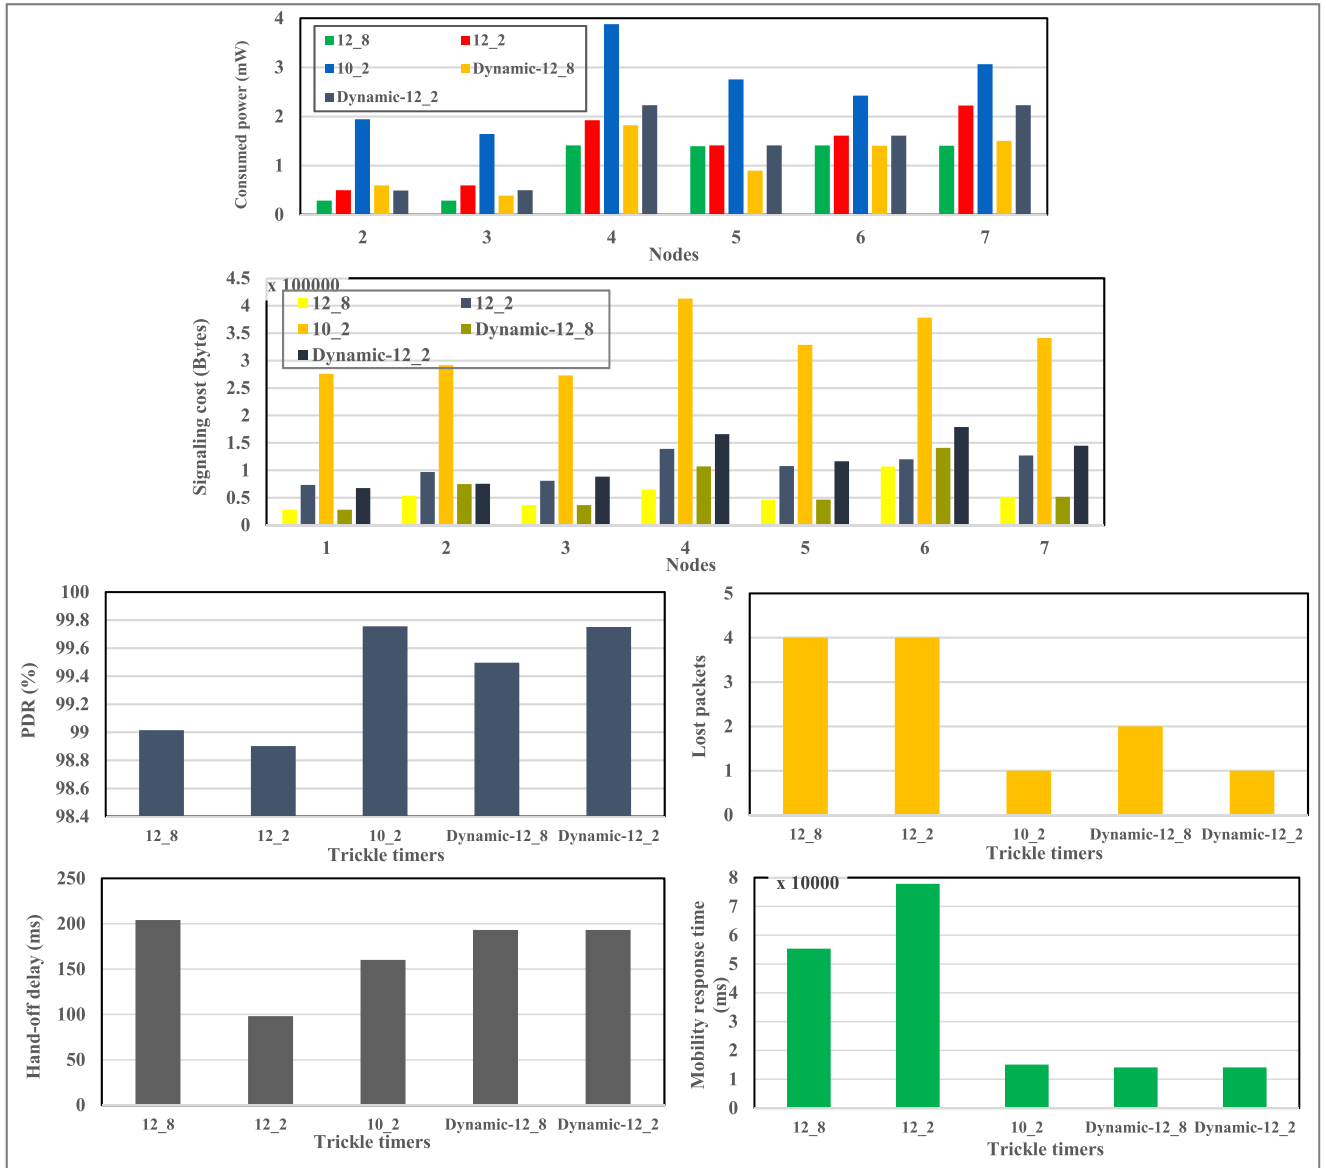 Consumed power (mW)
4
3
2
1
0
12_8
12_2
10_2
Dynamic-12_8
Dynamic-12_2
2 3 4 5 6 7
Nodes
Signaling cost (Bytes)
x 100000
4.5
4
3.5
3
2.5
2
1.5
1
0.5
0
12_8
12_2
10_2
Dynamic-12_8
Dynamic-12_2
1 2 3 4 5 6 7
Nodes
PDR (%)
100
99.8
99.6
99.4
99.2
99
98.8
98.6
98.4
12_8 12_2 10_2 Dynamic-12_8 Dynamic-12_2
Trickle timers
Lost packets
5
4
3
2
1
0
12_8 12_2 10_2 Dynamic-12_8 Dynamic-12_2
Trickle timers
Hand-off delay (ms)
250
200
150
100
50
0
12_8 12_2 10_2 Dynamic-12_8 Dynamic-12_2
Trickle timers
Mobility response time
(ms)
x 10000
8
7
6
5
4
3
2
1
0
12_8 12_2 10_2 Dynamic-12_8 Dynamic-12_2
Trickle timers